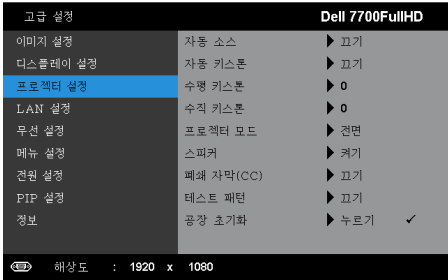 고급 설정 Dell 7700FullHD
이미지 설정 자동 소스 끄기
디스플레이 설정 자동 키스톤 끄기
프로젝터 설정 수평 키스톤 0
LAN 설정 수직 키스톤 0
무선 설정 프로젝터 모드 전면
메뉴 설정 스피커 켜기
전원 설정 폐쇄 자막(CC) 끄기
PIP 설정 테스트 패턴 끄기
정보 공장 초기화 누르기 ✓
해상도 : 1920 x 1080